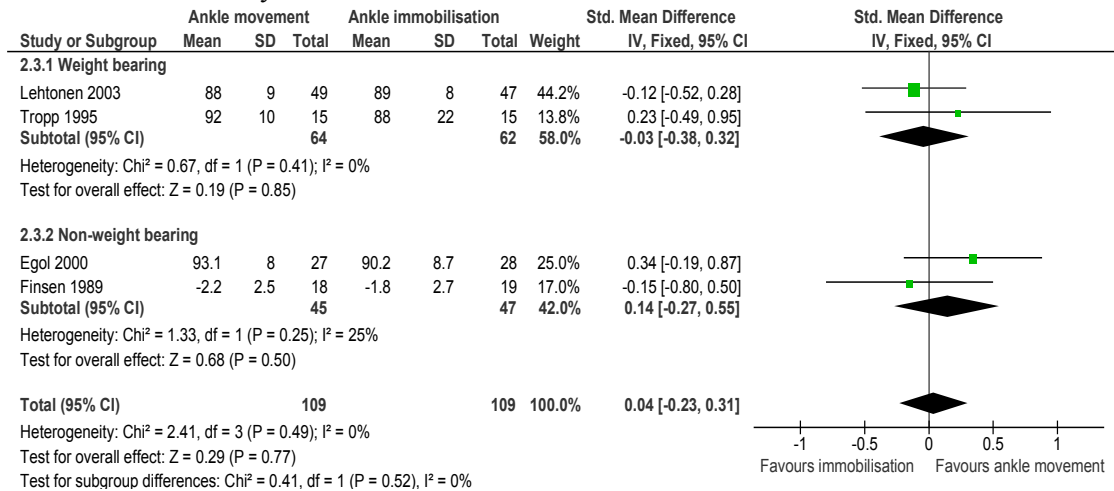 Ankle movement Ankle immobilisation Std. Mean Difference Std. Mean Difference
Study or Subgroup Mean SD Total Mean SD Total Weight IV, Fixed, 95% CI IV, Fixed, 95% CI
2.3.1 Weight bearing
Lehtonen 2003 88 9 49 89 8 47 44.2% -0.12 [-0.52, 0.28]
Tropp 1995 92 10 15 88 22 15 13.8% 0.23 [-0.49, 0.95]
Subtotal (95% CI) 64 62 58.0% -0.03 [-0.38, 0.32]
Heterogeneity: Chi² = 0.67, df = 1 (P = 0.41); I² = 0%
Test for overall effect: Z = 0.19 (P = 0.85)
2.3.2 Non-weight bearing
Egol 2000 93.1 8 27 90.2 8.7 28 25.0% 0.34 [-0.19, 0.87]
Finsen 1989 -2.2 2.5 18 -1.8 2.7 19 17.0% -0.15 [-0.80, 0.50]
Subtotal (95% CI) 45 47 42.0% 0.14 [-0.27, 0.55]
Heterogeneity: Chi² = 1.33, df = 1 (P = 0.25); I² = 25%
Test for overall effect: Z = 0.68 (P = 0.50)
Total (95% CI) 109 109 100.0% 0.04 [-0.23, 0.31]
Heterogeneity: Chi² = 2.41, df = 3 (P = 0.49); I² = 0%
Test for overall effect: Z = 0.29 (P = 0.77)
Test for subgroup differences: Chi² = 0.41, df = 1 (P = 0.52), I² = 0%
-1 -0.5 0 0.5 1
Favours immobilisation Favours ankle movement